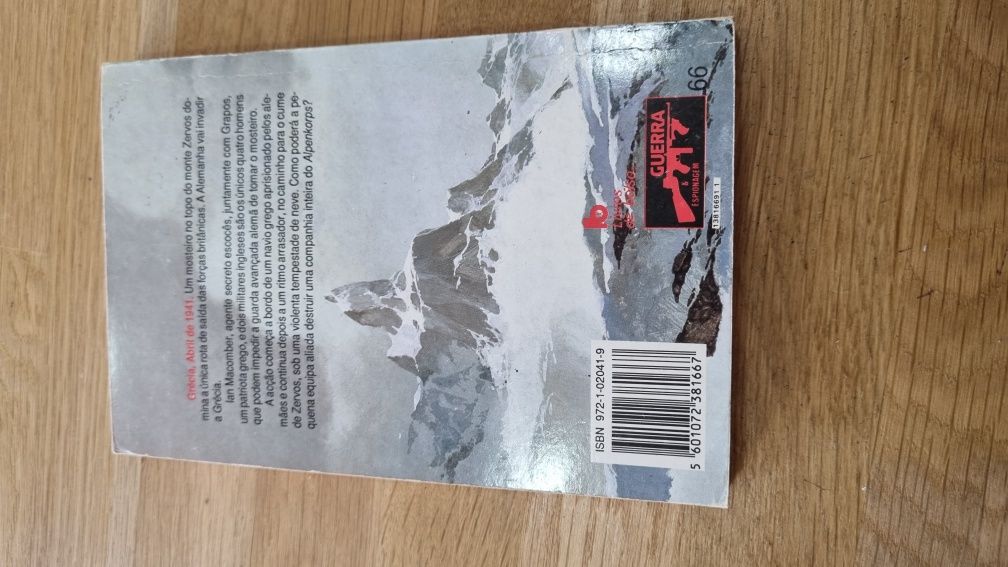 Grécia, Abril de 1941. Um mosteiro no topo do monte Zervos do-
mina a única rota de saída das forças britânicas. A Alemanha vai invadir
a Grécia.
Ian Macomber, agente secreto escocês, juntamente com Grapos,
um patriota grego, e dois militares ingleses são os únicos quatro homens
que podem impedir a guarda avançada alemã de tomar o mosteiro.
A acção começa a bordo de um navio grego aprisionado pelos ale-
mães e continua depois a um ritmo arrasador, no caminho para o cume
de Zervos, sob uma violenta tempestade de neve. Como poderá a pe-
quena equipa aliada destruir uma companhia inteira do Alpenkorps?
b
Livros
de bolso
GUERRA
&
ESPIONAGEM
66
13816691 1
ISBN 972-1-02041-9
5 601072 381667